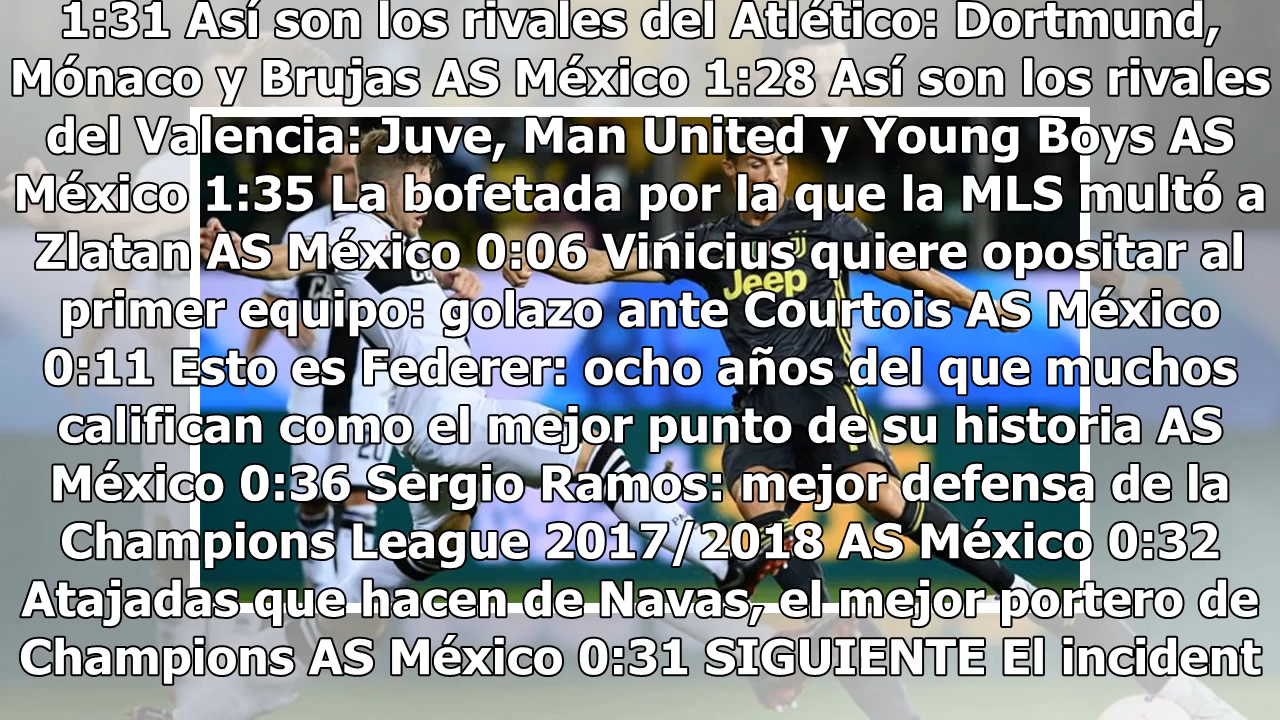 1:31 Así son los rivales del Atlético: Dortmund,
Mónaco y Brujas AS México 1:28 Así son los rivales
del Valencia: Juve, Man United y Young Boys AS
México 1:35 La bofetada por la que la MLS multó a
Zlatan AS México 0:06 Vinicius quiere opositar al
primer equipo: golazo ante Courtois AS México
0:11 Esto es Federer: ocho años del que muchos
califican como el mejor punto de su historia AS
México 0:36 Sergio Ramos: mejor defensa de la
Champions League 2017/2018 AS México 0:32
Atajadas que hacen de Navas, el mejor portero de
Champions AS México 0:31 SIGUIENTE El incident
Jeep
20